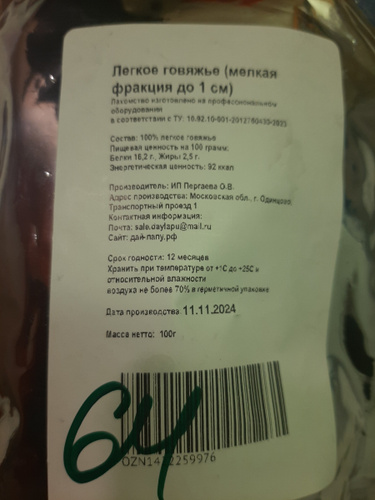 Легкое говяжье (мелкая
фракция до 1 см)
Лакомство изготовлено на профессиональном
оборудовании
в соответствии с ТУ:
Состав: 100% легкое говяжье
Пищевая ценность на 100 грамм:
Белки 16,2 г., Жиры 2,5 г.
Энергетическая ценность: 92 ккал
Производитель: ИП Пергаева О.В.
Адрес производства: Московская обл., г. Одинцово
Транспортный проезд 1
Контактная информация:
Почта: sale.daylapu@mail.ru
Сайт: дай-лапу.рф
Срок годности: 12 месяцев
Хранить при температуре от +°C до +25C и
относительной влажности
воздуха не более 70% в герметичной упаковке
Дата производства: 11.11.2024
Масса нетто: 100г
64